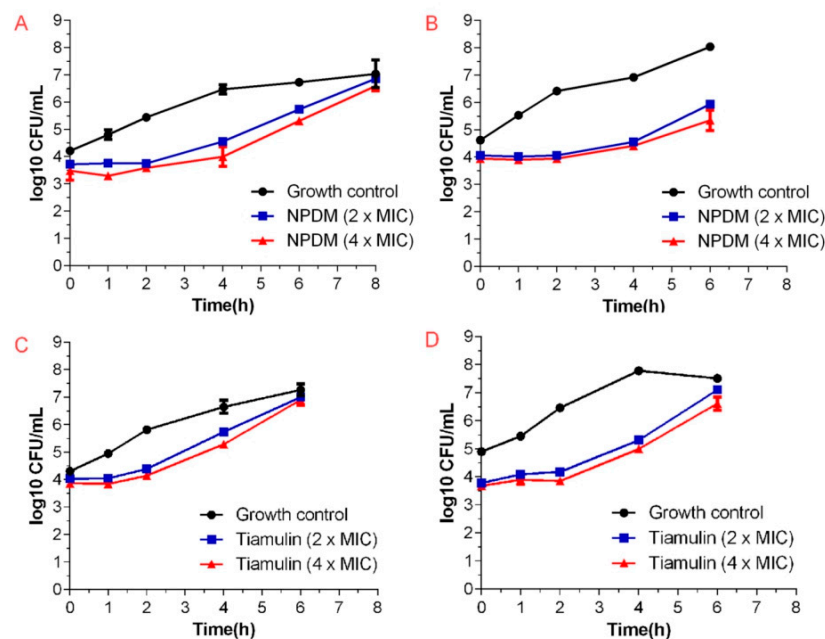 A
log10 CFU/mL
9
8
7
6
5
4
3
2
1
0
Growth control
NPDM (2 x MIC)
NPDM (4 x MIC)
0 1 2 3 4 5 6 7 8
Time(h)
B
log10 CFU/mL
9
8
7
6
5
4
3
2
1
0
Growth control
NPDM (2 x MIC)
NPDM (4 x MIC)
0 1 2 3 4 5 6 7 8
Time(h)
C
log10 CFU/mL
9
8
7
6
5
4
3
2
1
0
Growth control
Tiamulin (2 x MIC)
Tiamulin (4 x MIC)
0 1 2 3 4 5 6 7 8
Time(h)
D
log10 CFU/mL
9
8
7
6
5
4
3
2
1
0
Growth control
Tiamulin (2 x MIC)
Tiamulin (4 x MIC)
0 1 2 3 4 5 6 7 8
Time(h)